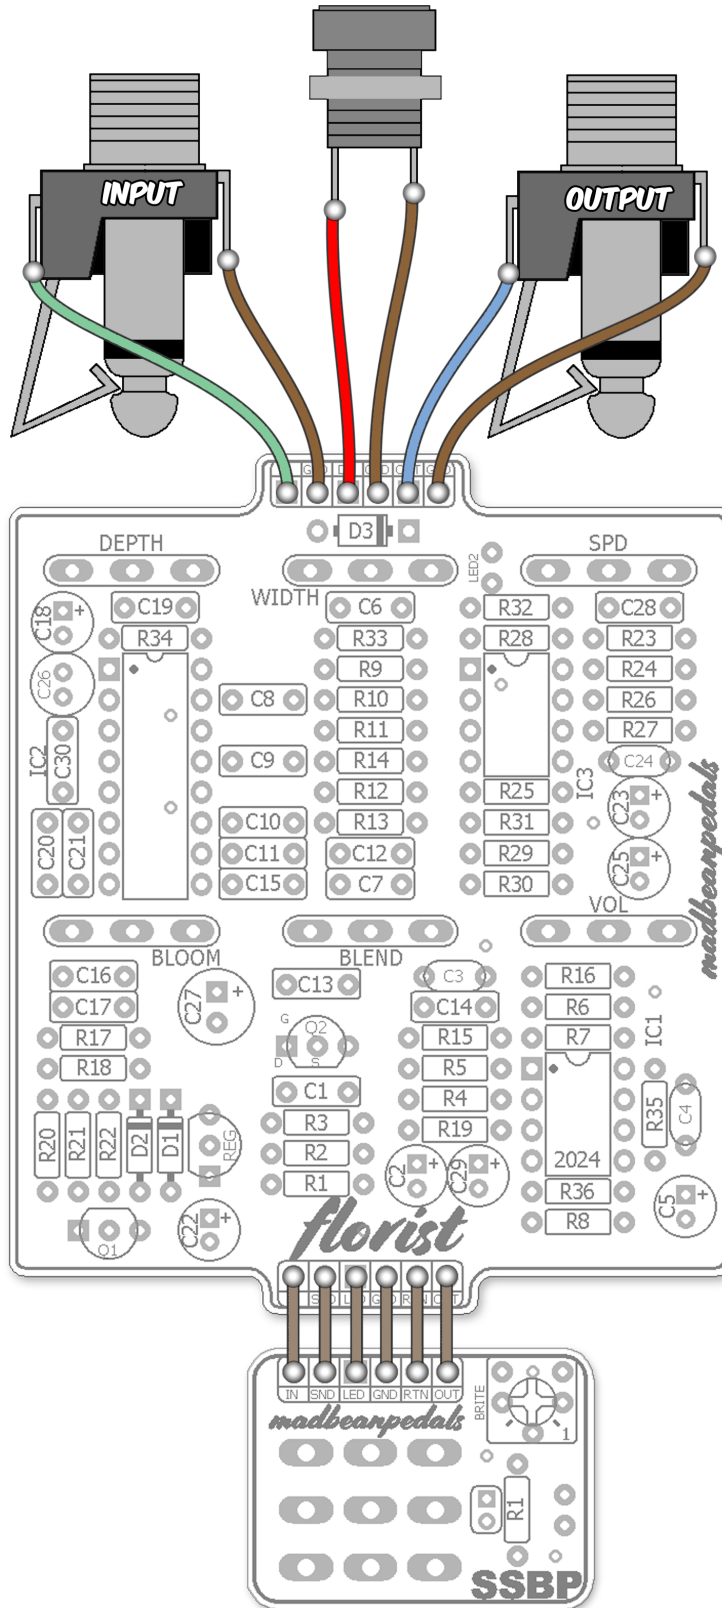 INPUT
OUTPUT
D3
DEPTH
SPD
WIDTH
LED2
C18
+
C19
C6
R32
C28
R34
R33
R28
R23
C26
R9
R24
C8
R10
R26
R11
R27
IC2
C30
C9
R14
IC3
C24
R12
R25
C23
+
C20
C21
C10
R13
R31
C11
C12
R29
C25
+
C15
C7
R30
madbeanpedals
VOL
BLOOM
BLEND
C16
C27
+
C13
C3
R16
C17
C14
R6
R17
G
Q2
D
S
R15
R7
IC1
R18
R5
C1
R4
R35
C4
R20
R21
R22
D2
D1
REG
R3
R19
R2
C2
+
C29
+
2024
R1
R36
C5
+
Q1
C22
+
R8
florist
IN
SND
LED
GND
RTN
OUT
madbeanpedals
BRITE
1
R1
SSBP